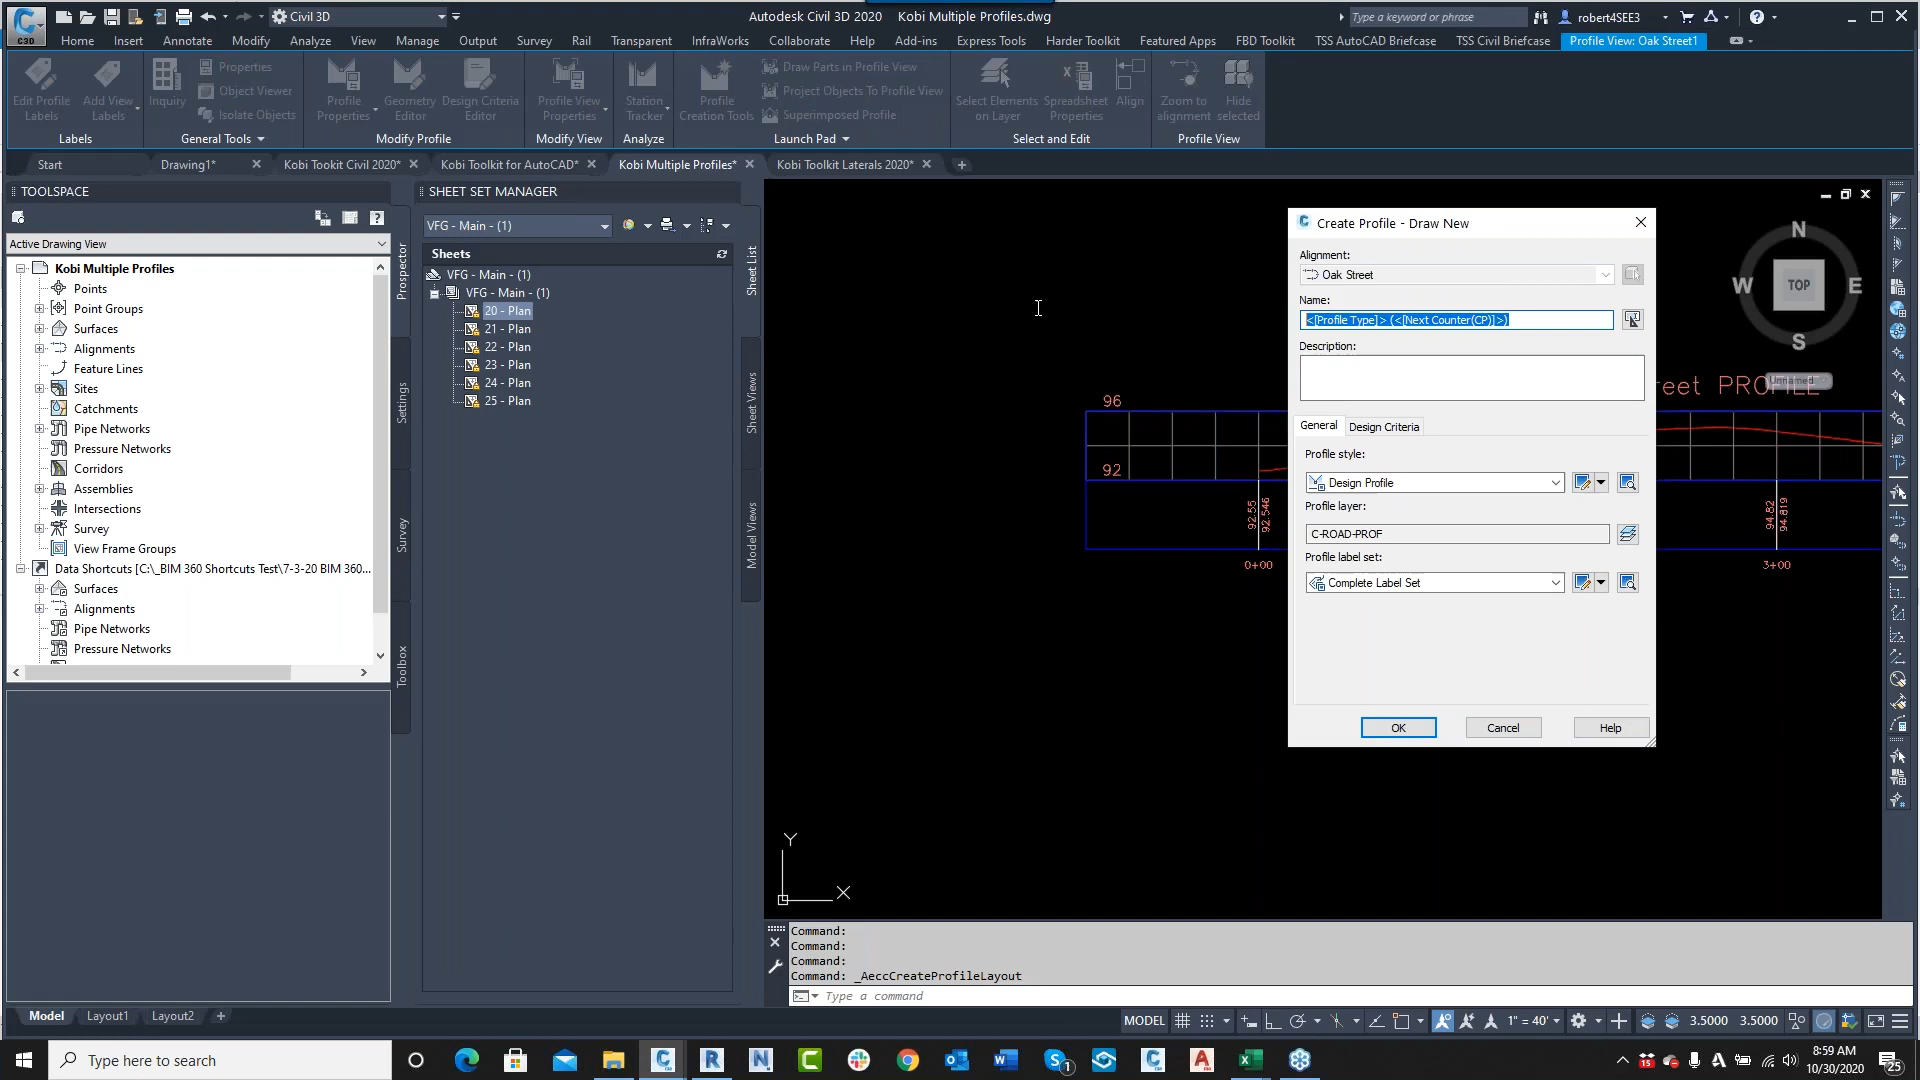 Civil 3D
Autodesk Civil 3D 2020 Kobi Multiple Profiles.dwg
Type a keyword or phrase
robert4SEE3
C3D
Home Insert Annotate Modify Analyze View Manage Output Survey Rail Transparent InfraWorks Collaborate Help Add-ins Express Tools Harder Toolkit Featured Apps FBD Toolkit TSS AutoCAD Briefcase TSS Civil Briefcase Profile View: Oak Street1
Edit Profile Labels
Add View Labels
Labels
Inquiry
Properties
Object Viewer
Isolate Objects
General Tools
Profile Properties
Geometry Editor
Design Criteria Editor
Modify Profile
Profile View Properties
Modify View
Station Tracker
Analyze
Profile Creation Tools
Draw Parts in Profile View
Project Objects To Profile View
Superimposed Profile
Launch Pad
Select Elements on Layer
Spreadsheet Properties
Align
Select and Edit
Zoom to alignment
Hide selected
Profile View
Start
Drawing1*
Kobi Tookit Civil 2020*
Kobi Toolkit for AutoCAD*
Kobi Multiple Profiles*
Kobi Toolkit Laterals 2020*
TOOLSPACE
Active Drawing View
Kobi Multiple Profiles
Points
Point Groups
Surfaces
Alignments
Feature Lines
Sites
Catchments
Pipe Networks
Pressure Networks
Corridors
Assemblies
Intersections
Survey
View Frame Groups
Data Shortcuts [C:\_BIM 360 Shortcuts Test\7-3-20 BIM 360...
Surfaces
Alignments
Pipe Networks
Pressure Networks
Prospector
Settings
Survey
Toolbox
SHEET SET MANAGER
VFG - Main - (1)
Sheets
VFG - Main - (1)
VFG - Main - (1)
20 - Plan
21 - Plan
22 - Plan
23 - Plan
24 - Plan
25 - Plan
Sheet List
Sheet Views
Model Views
Create Profile - Draw New
Alignment:
Oak Street
Name:
<[Profile Type]> (<[Next Counter(CP)]>)
Description:
General
Design Criteria
Profile style:
Design Profile
Profile layer:
C-ROAD-PROF
Profile label set:
Complete Label Set
OK
Cancel
Help
N
W
TOP
E
S
Unnamed
reet PROFILE
96
92
92.55
92.546
94.82
94.819
0+00
3+00
Y
X
Command:
Command:
Command:
Command: _AeccCreateProfileLayout
Type a command
Model
Layout1
Layout2
MODEL
1" = 40'
3.5000
3.5000
Type here to search
8:59 AM
10/30/2020
25